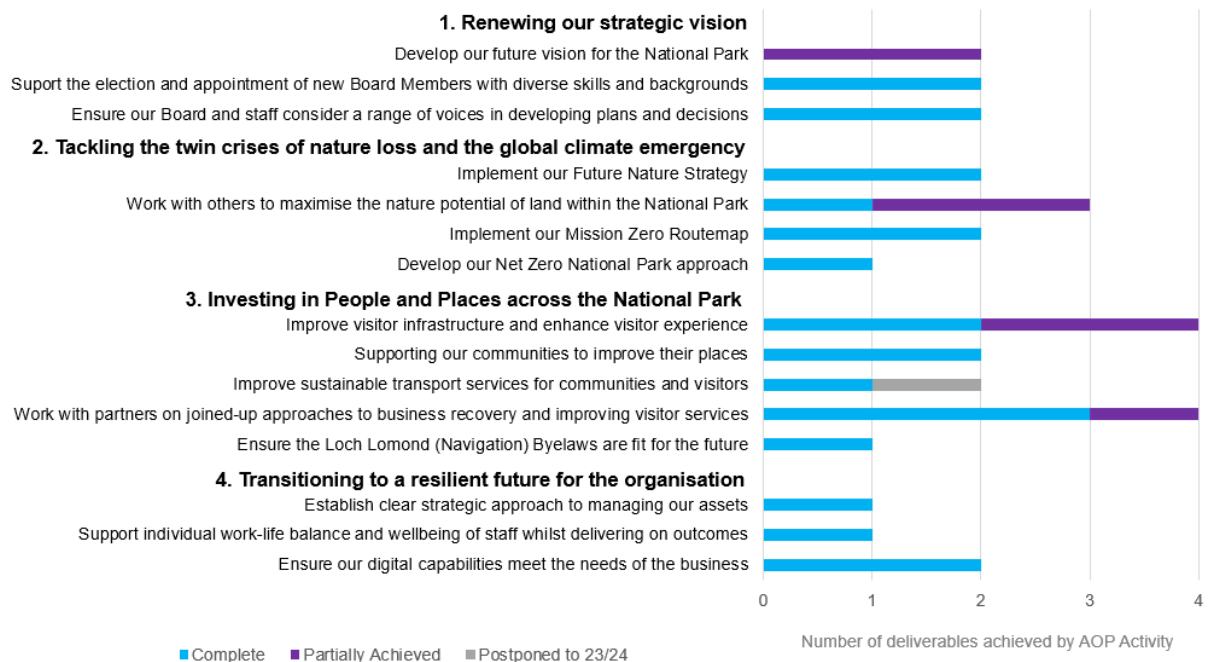 1. Renewing our strategic vision
Develop our future vision for the National Park
Suport the election and appointment of new Board Members with diverse skills and backgrounds
Ensure our Board and staff consider a range of voices in developing plans and decisions
2. Tackling the twin crises of nature loss and the global climate emergency
Implement our Future Nature Strategy
Work with others to maximise the nature potential of land within the National Park
Implement our Mission Zero Routemap
Develop our Net Zero National Park approach
3. Investing in People and Places across the National Park
Improve visitor infrastructure and enhance visitor experience
Supporting our communities to improve their places
Improve sustainable transport services for communities and visitors
Work with partners on joined-up approaches to business recovery and improving visitor services
Ensure the Loch Lomond (Navigation) Byelaws are fit for the future
4. Transitioning to a resilient future for the organisation
Establish clear strategic approach to managing our assets
Support individual work-life balance and wellbeing of staff whilst delivering on outcomes
Ensure our digital capabilities meet the needs of the business
0 1 2 3 4
Number of deliverables achieved by AOP Activity
Complete Partially Achieved Postponed to 23/24